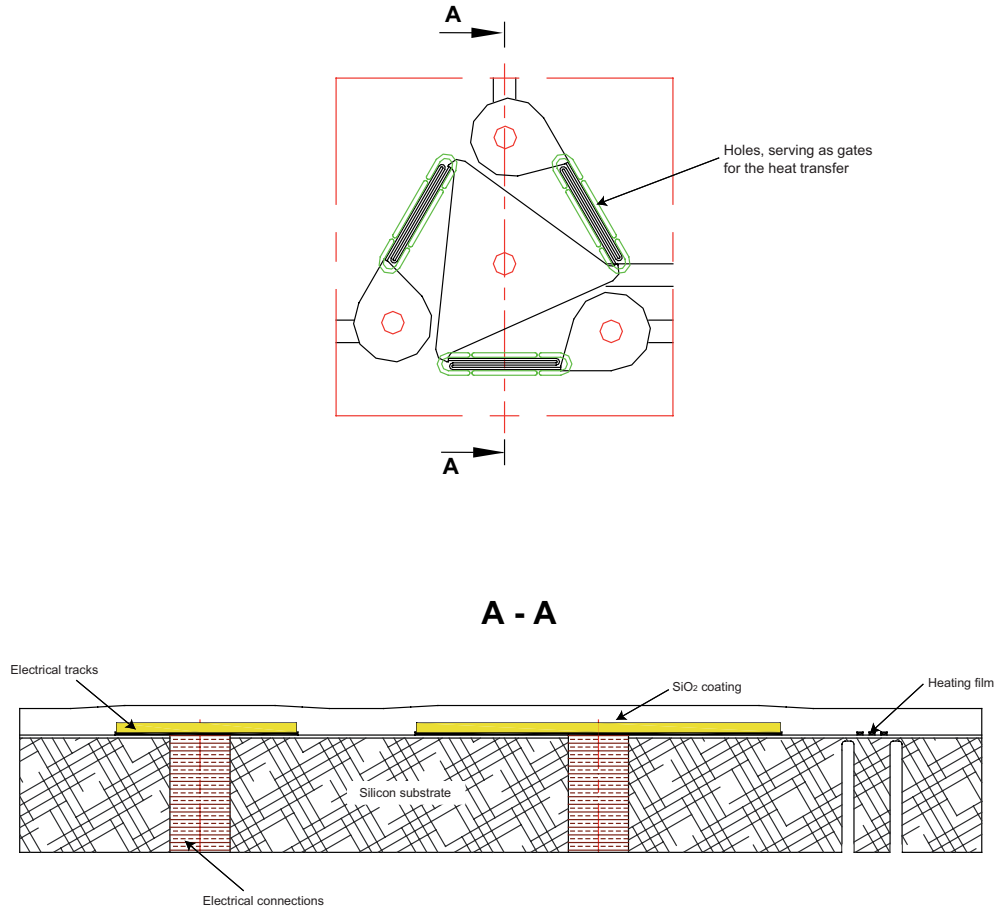 A
Holes, serving as gates
for the heat transfer
A
A - A
Electrical tracks
SiO₂ coating
Heating film
Silicon substrate
Electrical connections